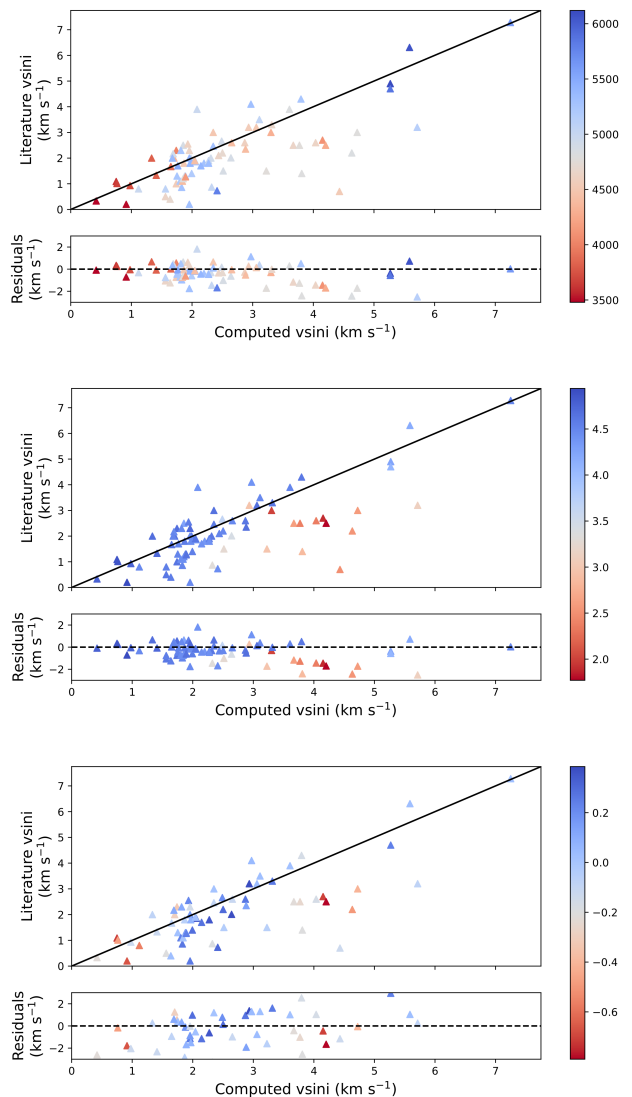 7
6
5
4
3
2
1
0
Literature vsini
(km s⁻¹)
2
0
−2
Residuals
(km s⁻¹)
0 1 2 3 4 5 6 7
Computed vsini (km s⁻¹)
6000
5500
5000
4500
4000
3500
7
6
5
4
3
2
1
0
Literature vsini
(km s⁻¹)
2
0
−2
Residuals
(km s⁻¹)
0 1 2 3 4 5 6 7
Computed vsini (km s⁻¹)
4.5
4.0
3.5
3.0
2.5
2.0
7
6
5
4
3
2
1
0
Literature vsini
(km s⁻¹)
2
0
−2
Residuals
(km s⁻¹)
0 1 2 3 4 5 6 7
Computed vsini (km s⁻¹)
0.2
0.0
−0.2
−0.4
−0.6